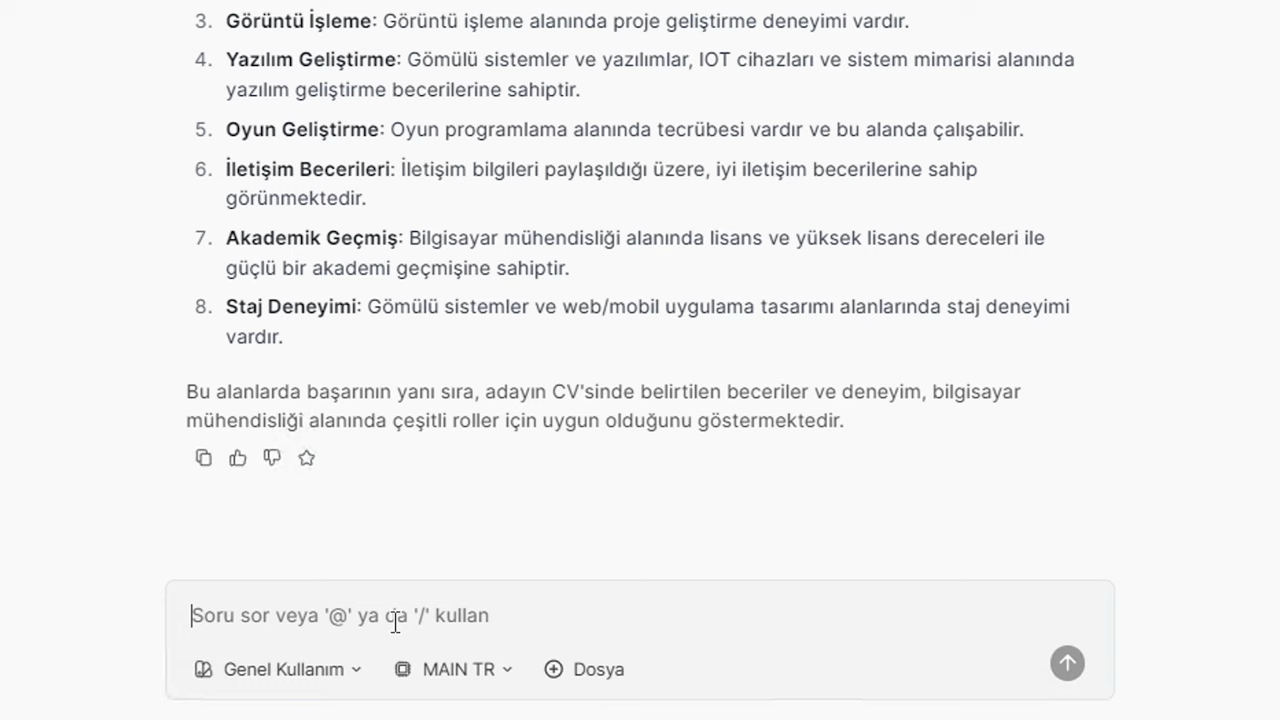 3. Görüntü İşleme: Görüntü işleme alanında proje geliştirme deneyimi vardır.
4. Yazılım Geliştirme: Gömülü sistemler ve yazılımlar, IOT cihazları ve sistem mimarisi alanında
yazılım geliştirme becerilerine sahiptir.
5. Oyun Geliştirme: Oyun programlama alanında tecrübesi vardır ve bu alanda çalışabilir.
6. İletişim Becerileri: İletişim bilgileri paylaşıldığı üzere, iyi iletişim becerilerine sahip
görünmektedir.
7. Akademik Geçmiş: Bilgisayar mühendisliği alanında lisans ve yüksek lisans dereceleri ile
güçlü bir akademi geçmişine sahiptir.
8. Staj Deneyimi: Gömülü sistemler ve web/mobil uygulama tasarımı alanlarında staj deneyimi
vardır.
Bu alanlarda başarının yanı sıra, adayın CV'sinde belirtilen beceriler ve deneyim, bilgisayar
mühendisliği alanında çeşitli roller için uygun olduğunu göstermektedir.
Soru sor veya '@' ya da '/' kullan
Genel Kullanım MAIN TR Dosya